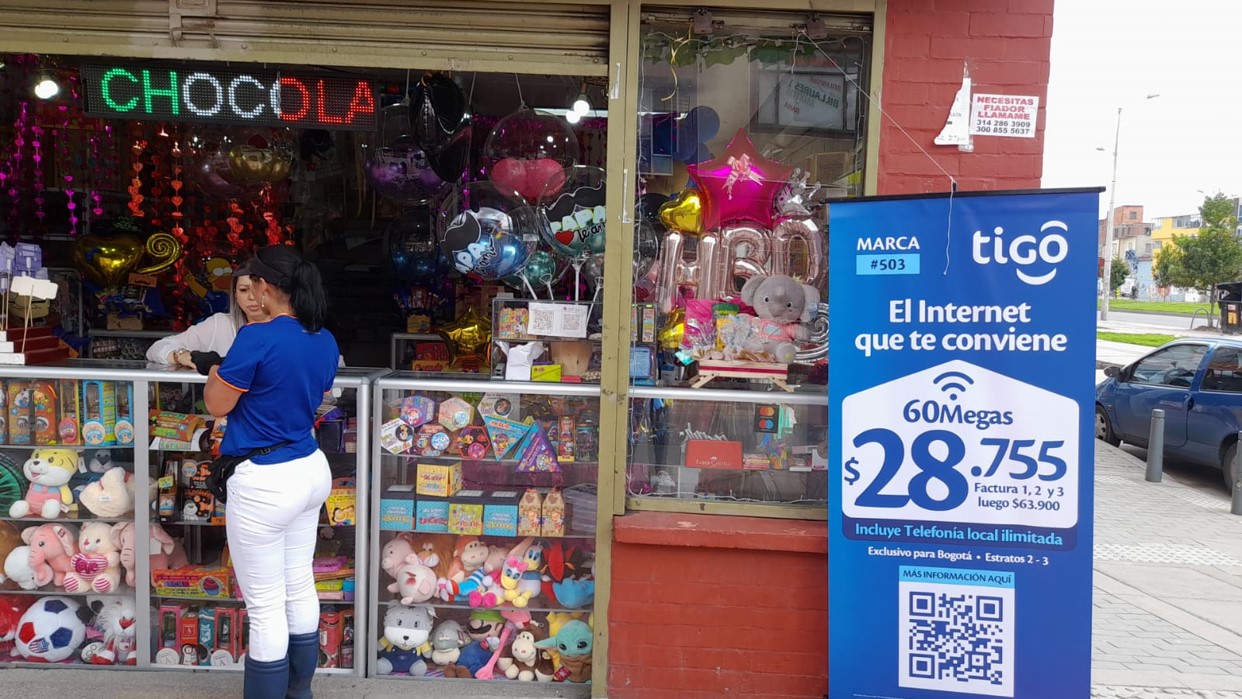 CHOCOLA
NECESITAS
FIADOR
LLAMAME
314 286 3909
300 855 5637
MARCA
#503
tigo
El Internet
que te conviene
60Megas
$28.755
Factura 1, 2 y 3
luego $63.900
Incluye Telefonía local ilimitada
Exclusivo para Bogotá • Estratos 2 - 3
MÁS INFORMACIÓN AQUÍ